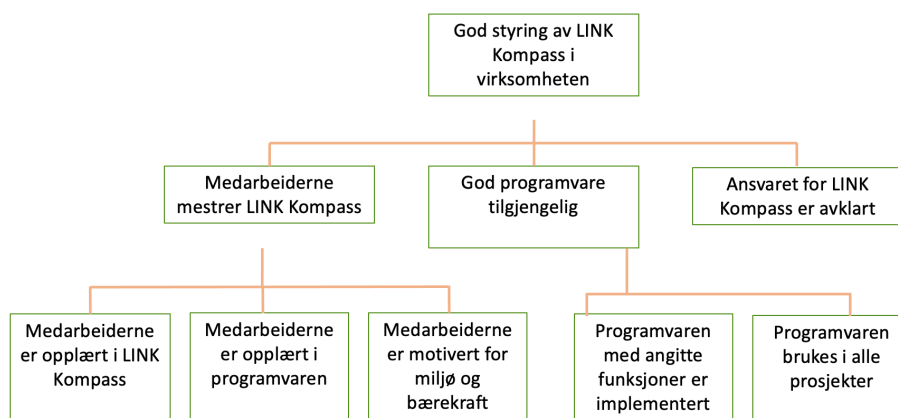 God styring av LINK
Kompass i
virksomheten
Medarbeiderne
mestrer LINK Kompass
God programvare
tilgjengelig
Ansvaret for LINK
Kompass er avklart
Medarbeiderne
er opplært i LINK
Kompass
Medarbeiderne
er opplært i
programvaren
Medarbeiderne
er motivert for
miljø og
bærekraft
Programvaren
med angitte
funksjoner er
implementert
Programvaren
brukes i alle
prosjekter